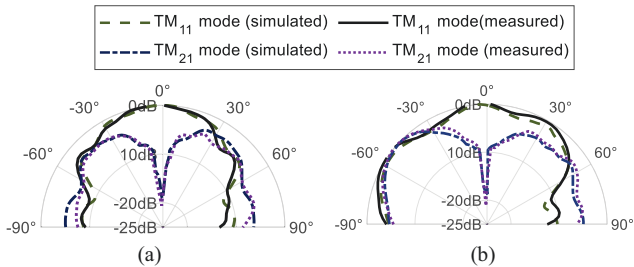 TM11 mode (simulated) TM11 mode(measured)
TM21 mode (simulated) TM21 mode (measured)
0° 0°
-30° 0dB 30° -30° 0dB 30°
-60° 10dB 60° -60° 10dB 60°
-20dB -20dB
-90° -25dB 90° -90° -25dB 90°
(a) (b)